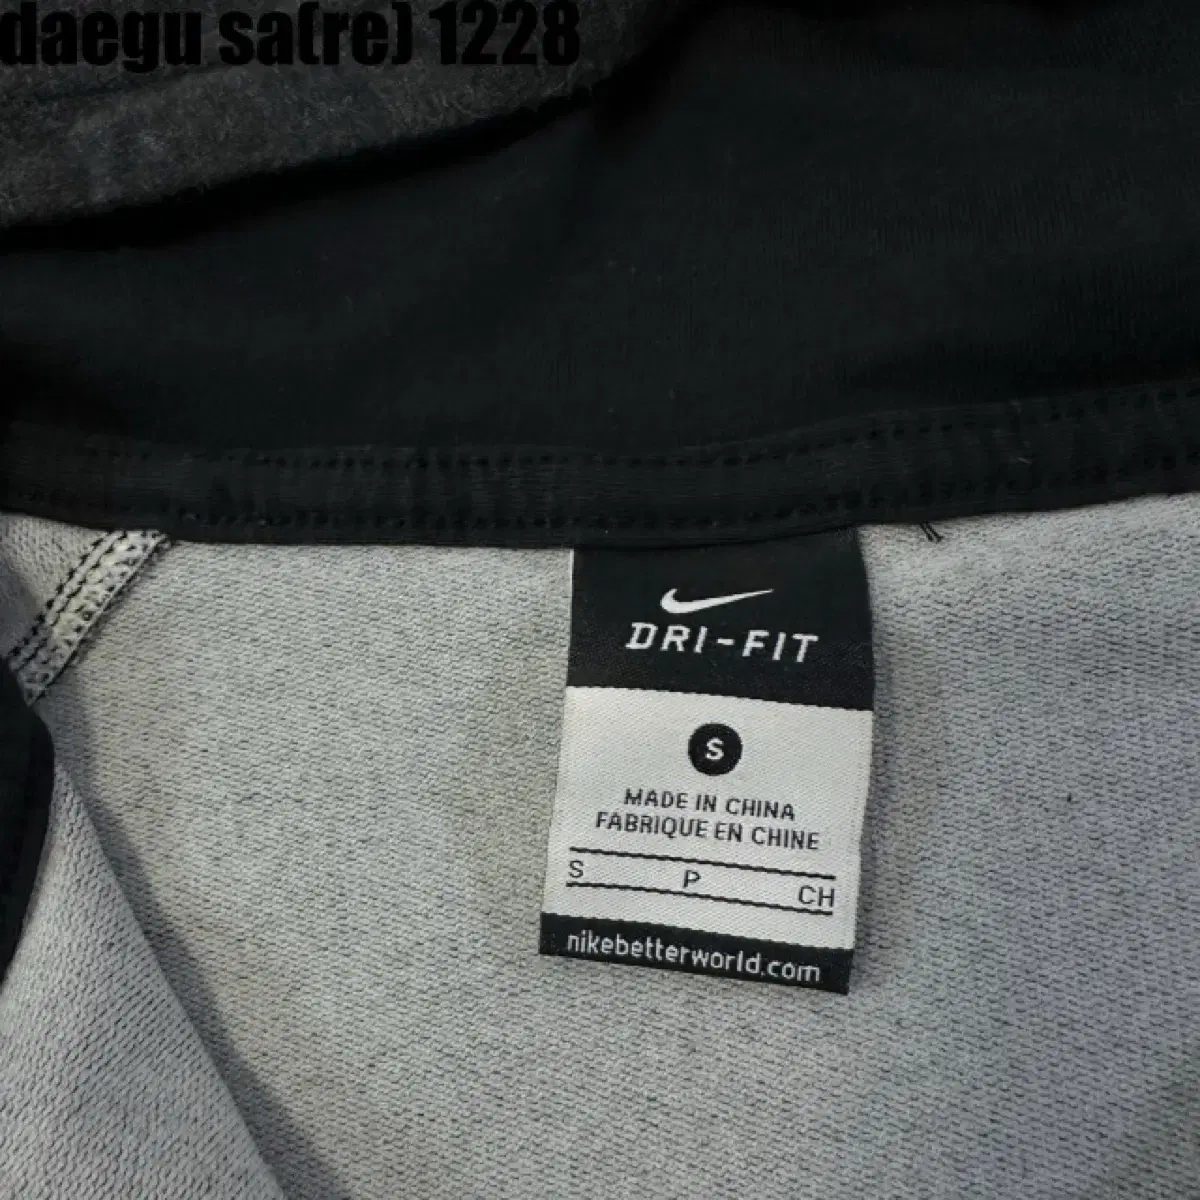 daegu sa(re) 1228
DRI-FIT
S
MADE IN CHINA
FABRIQUE EN CHINE
S P CH
nikebetterworld.com